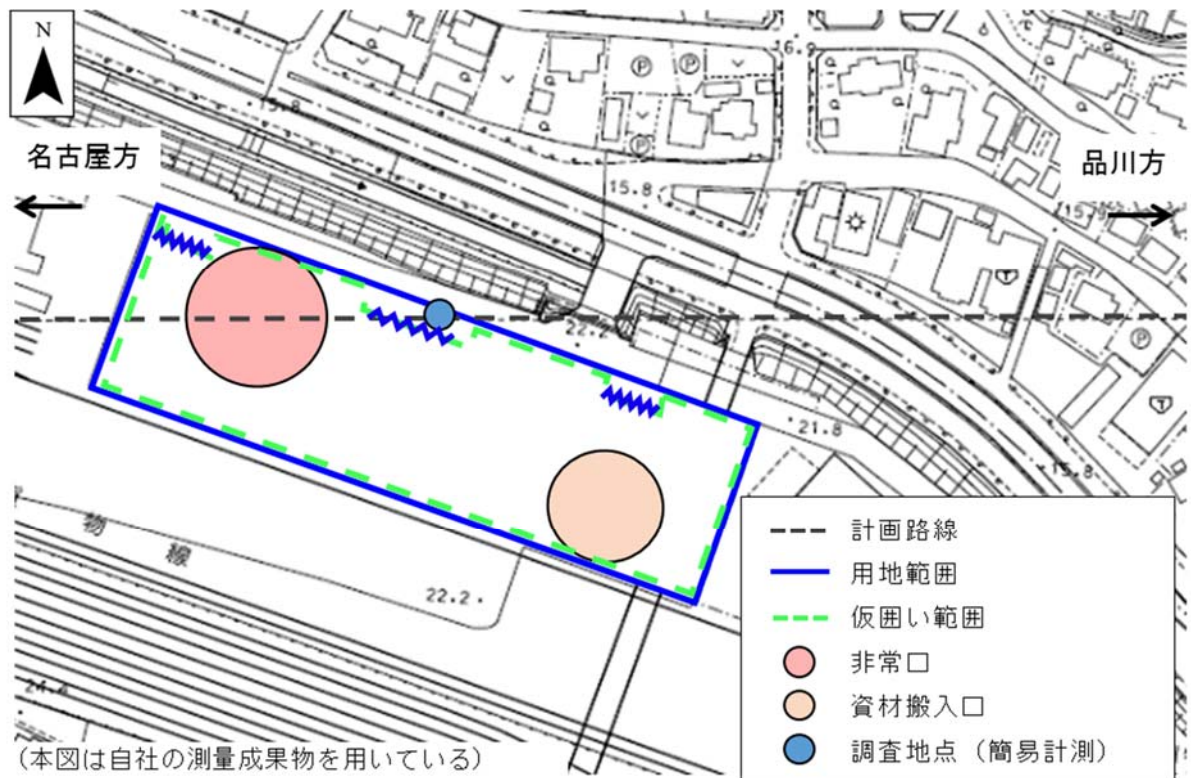 N
名古屋方
品川方
15.8
16.9
15.8
15.9
22.2
21.8
15.8
物線
22.2
24.4
計画路線
用地範囲
仮囲い範囲
非常口
資材搬入口
調査地点(簡易計測)
(本図は自社の測量成果物を用いている)
P
P
P
P